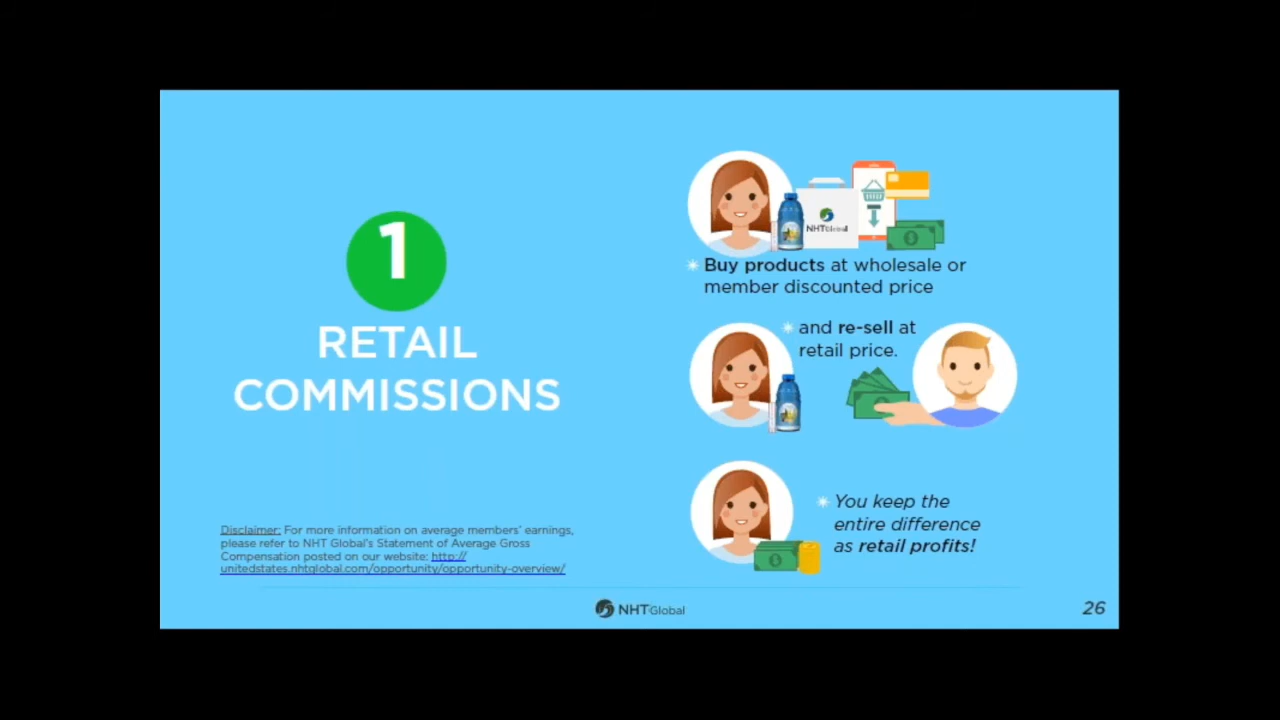 1
RETAIL
COMMISSIONS
NHTGlobal
✴ Buy products at wholesale or
member discounted price
✴ and re-sell at
retail price.
✴ You keep the
entire difference
as retail profits!
Disclaimer: For more information on average members' earnings,
please refer to NHT Global's Statement of Average Gross
Compensation posted on our website: http://
unitedstates.nhtglobal.com/opportunity/opportunity-overview/
NHTGlobal
26